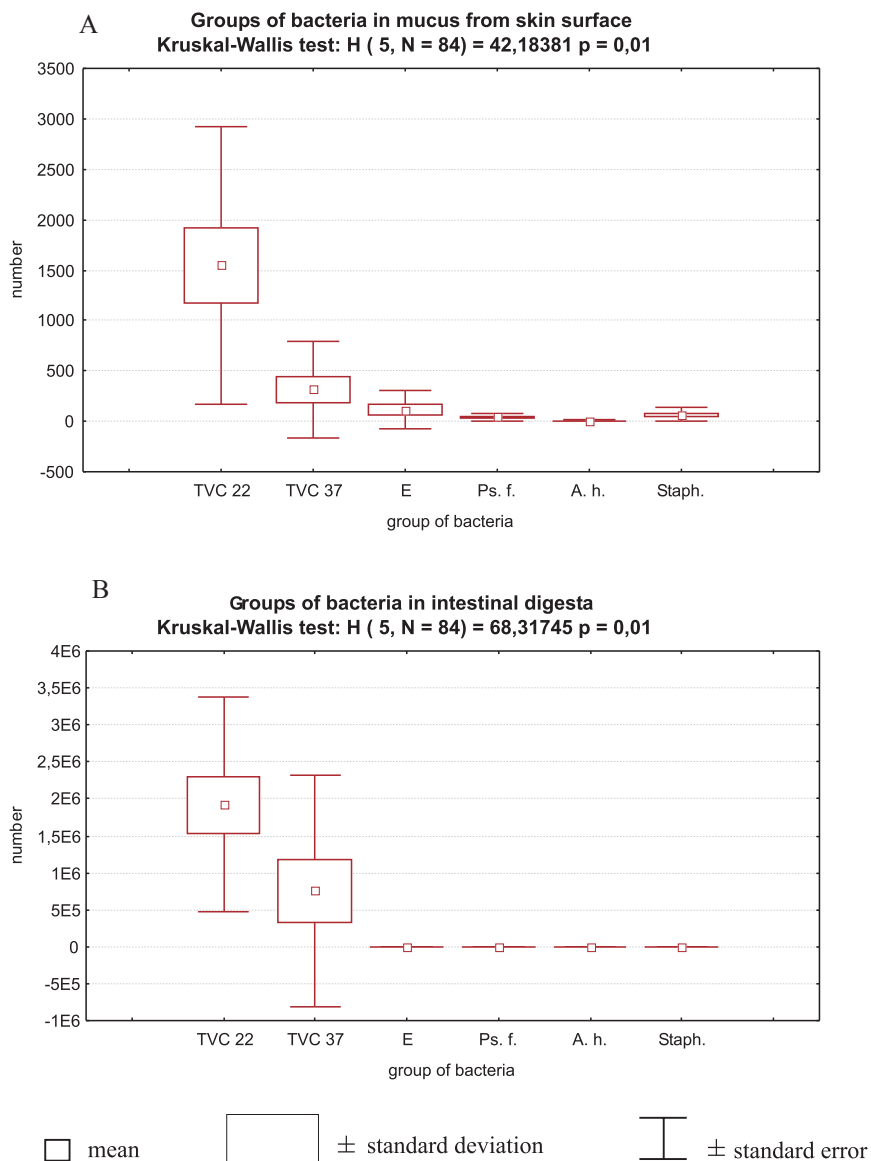 A
Groups of bacteria in mucus from skin surface
Kruskal-Wallis test: H ( 5, N = 84) = 42,18381 p = 0,01
3500
3000
2500
2000
1500
1000
500
0
-500
number
TVC 22 TVC 37 E Ps. f. A. h. Staph.
group of bacteria
B
Groups of bacteria in intestinal digesta
Kruskal-Wallis test: H ( 5, N = 84) = 68,31745 p = 0,01
4E6
3,5E6
3E6
2,5E6
2E6
1,5E6
1E6
5E5
0
-5E5
-1E6
number
TVC 22 TVC 37 E Ps. f. A. h. Staph.
group of bacteria
mean ± standard deviation ± standard error